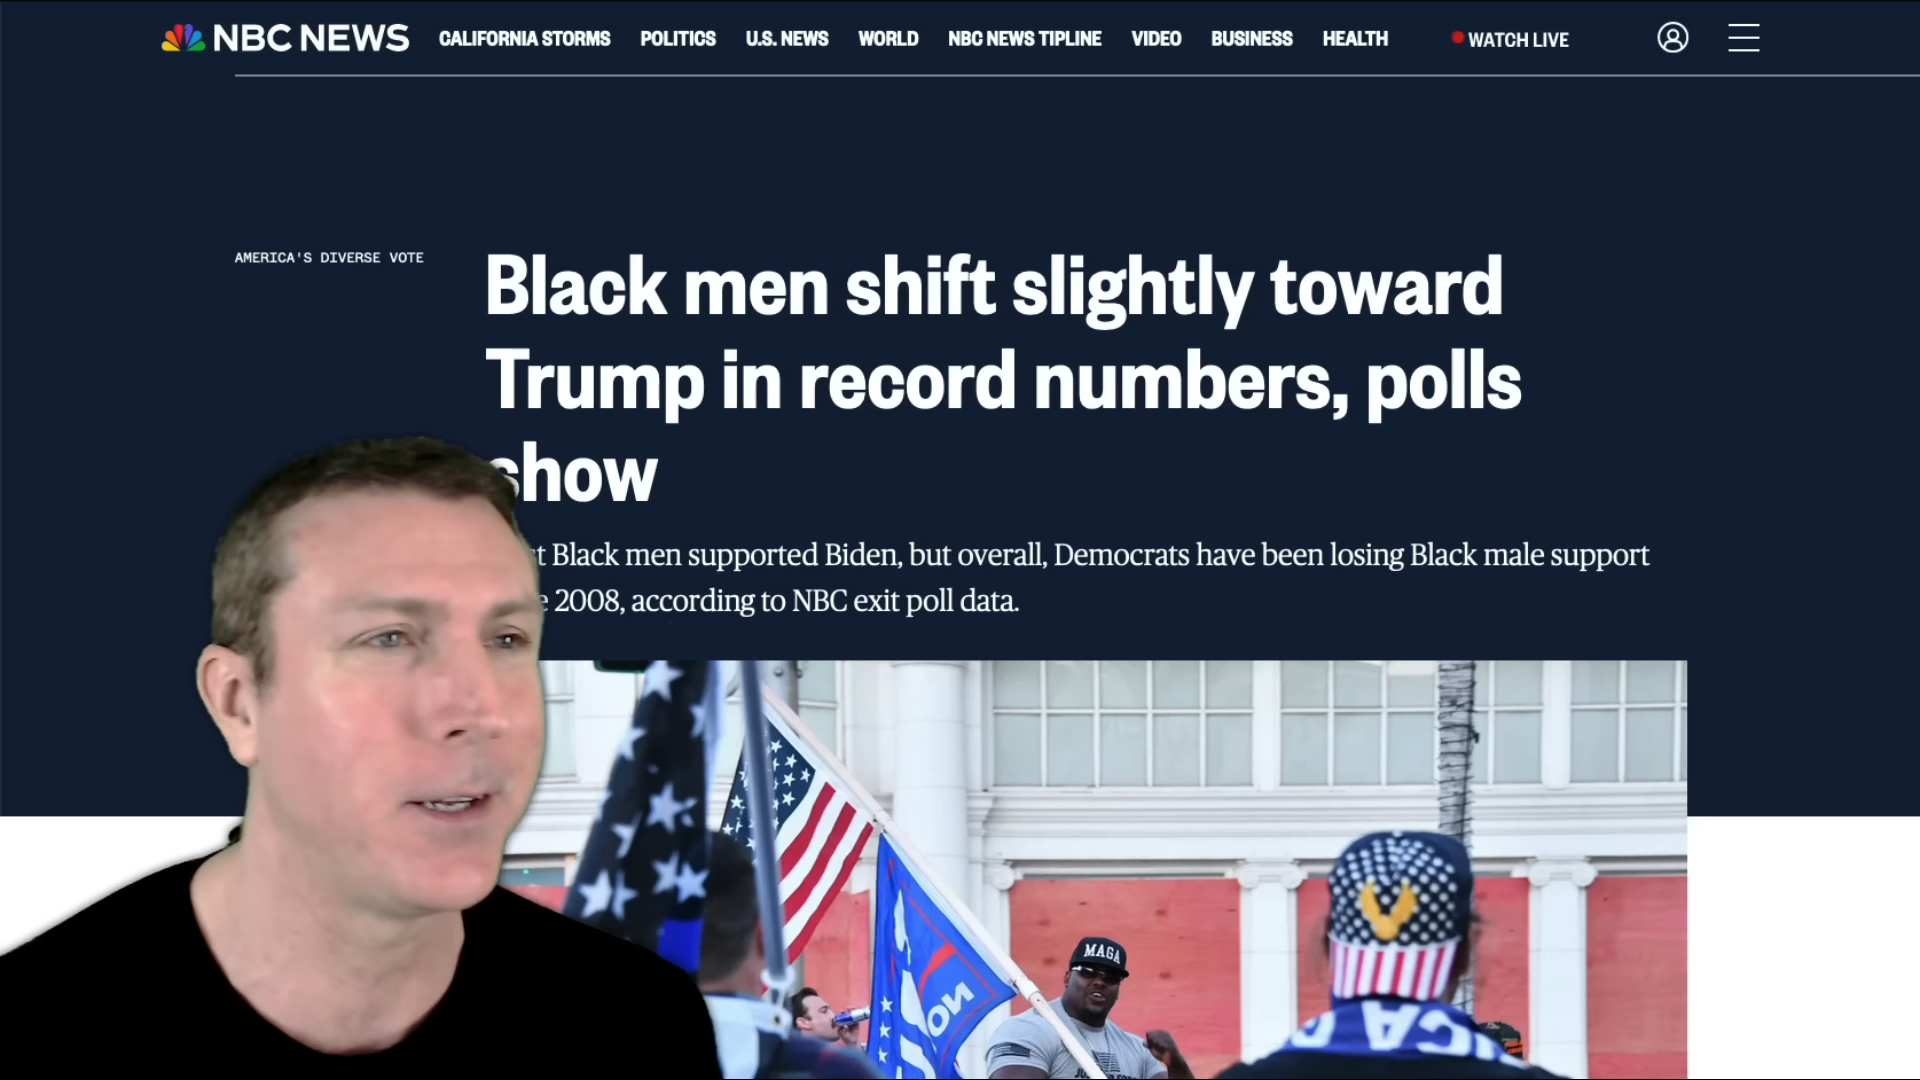 NBC NEWS CALIFORNIA STORMS POLITICS U.S. NEWS WORLD NBC NEWS TIPLINE VIDEO BUSINESS HEALTH WATCH LIVE
AMERICA'S DIVERSE VOTE
Black men shift slightly toward
Trump in record numbers, polls
show
Black men supported Biden, but overall, Democrats have been losing Black male support
2008, according to NBC exit poll data.
MAGA